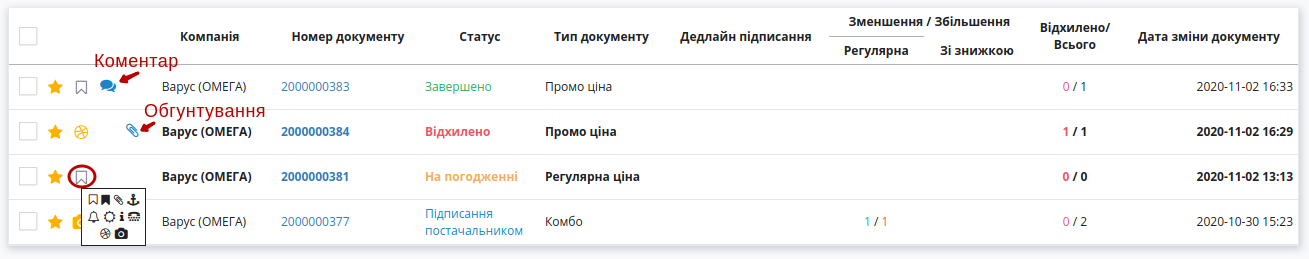 Зменшення / Збільшення
Компанія Номер документу Статус Тип документу Дедлайн підписання Регулярна Зі знижкою Відхилено/ Всього Дата зміни документу
Коментар
Варус (ОМЕГА) 2000000383 Завершено Промо ціна 0 / 1 2020-11-02 16:33
Обгунтування
Варус (ОМЕГА) 2000000384 Відхилено Промо ціна 1 / 1 2020-11-02 16:29
Варус (ОМЕГА) 2000000381 На погодженні Регулярна ціна 0 / 0 2020-11-02 13:13
Варус (ОМЕГА) 2000000377 Підписання постачальником Комбо 1 / 1 0 / 2 2020-10-30 15:23